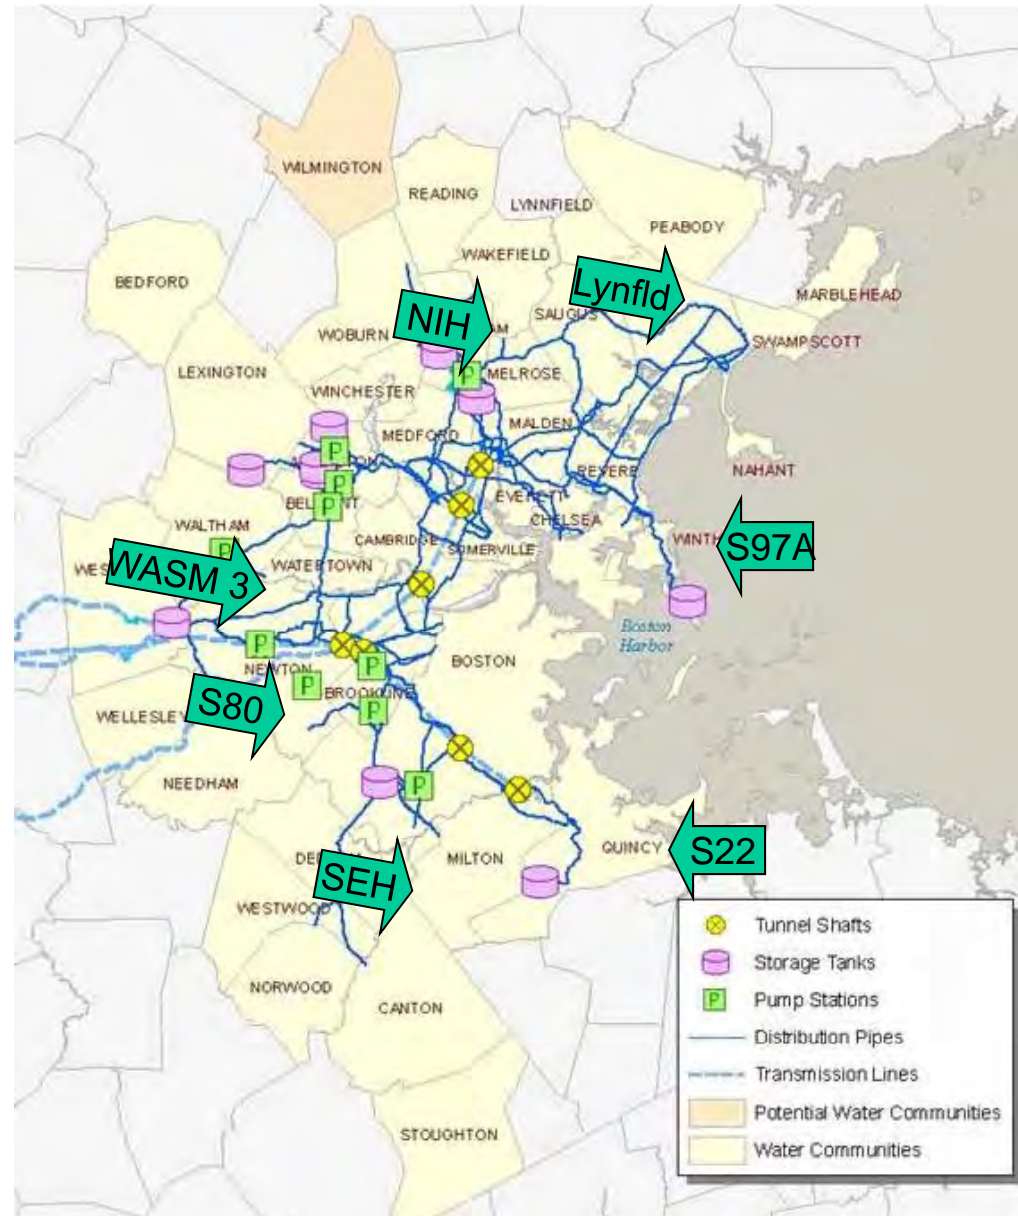 WILMINGTON
READING
LYNNFIELD
PEABODY
WAKEFIELD
BEDFORD
Lynfld
MARBLEHEAD
NIH
SAUGUS
WOBURN
SWAMPSCOTT
LEXINGTON
P
MELROSE
WINCHESTER
MALDEN
MEDFORD
P
REVERE
NAHANT
P
EVERETT
P
CHELSEA
WALTHAM
CAMBRIDGE
SOMERVILLE
P
S97A
WATERTOWN
WASM 3
Boston
Harbor
P
NEWTON
P
BOSTON
P
BROOKLINE
S80
P
WELLESLEY
NEEDHAM
P
QUINCY
S22
MILTON
SEH
WESTWOOD
NORWOOD
CANTON
STOUGHTON
Tunnel Shafts
Storage Tanks
P Pump Stations
Distribution Pipes
Transmission Lines
Potential Water Communities
Water Communities